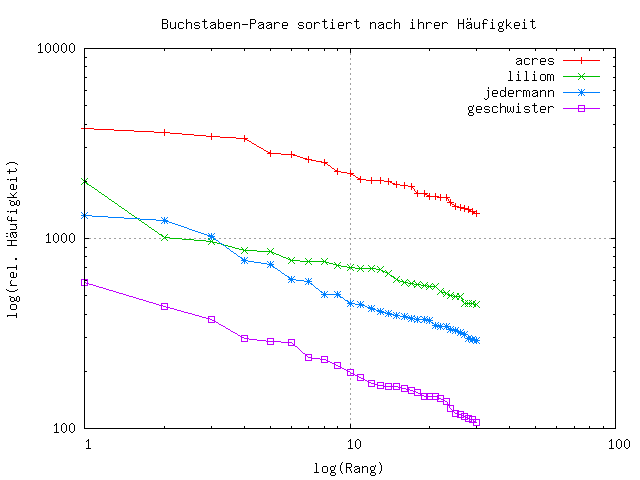 Buchstaben-Paare sortiert nach ihrer Häufigkeit
10000
acres
liliom
jedermann
geschwister
log(rel. Häufigkeit)
1000
100
1
10
100
log(Rang)